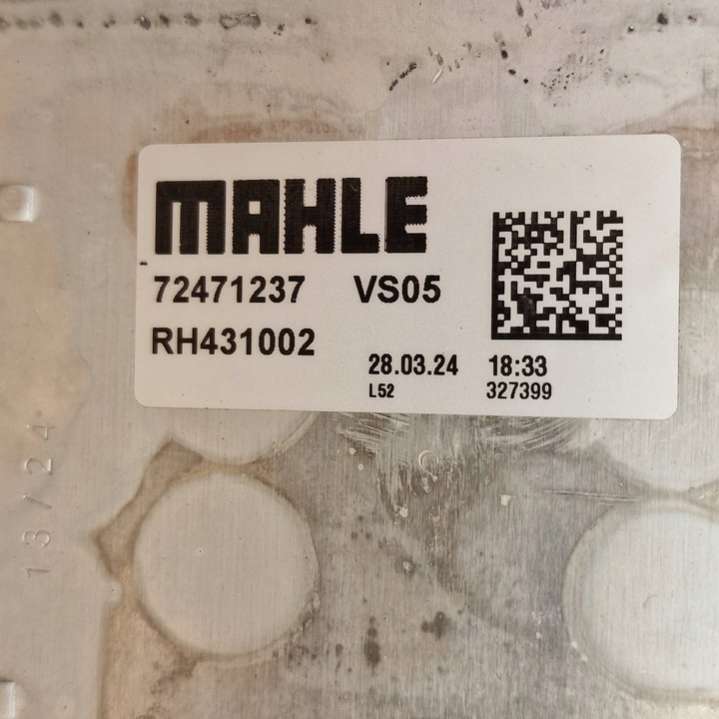 MAHLE
72471237 VS05
RH431002
28.03.24 18:33
L52 327399
13/24